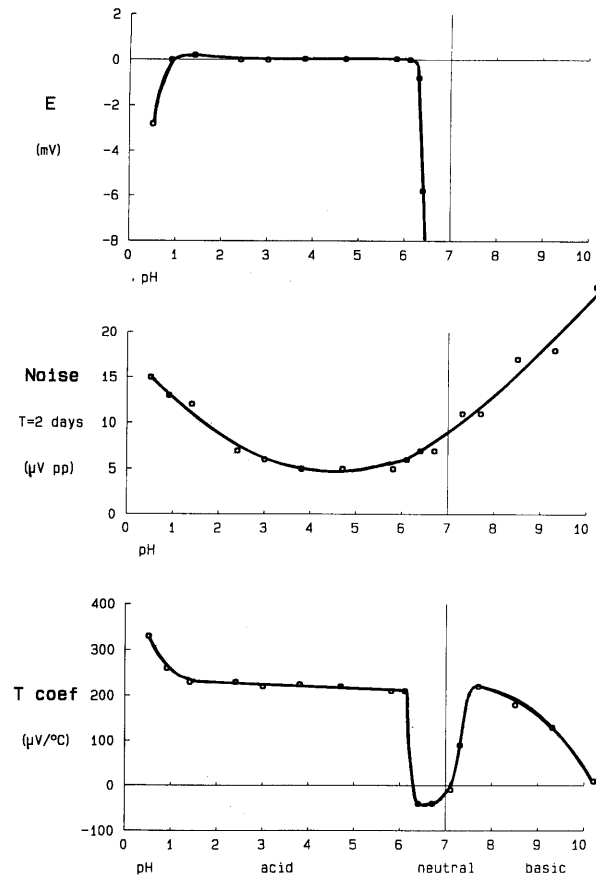 2
0
-2
-4
-6
-8
E
(mV)
0 1 2 3 4 5 6 7 8 9 10
pH
20
15
10
5
0
Noise
T=2 days
(µV pp)
0 1 2 3 4 5 6 7 8 9 10
pH
400
300
200
100
0
-100
T coef
(µV/°C)
0 1 2 3 4 5 6 7 8 9 10
pH acid neutral basic